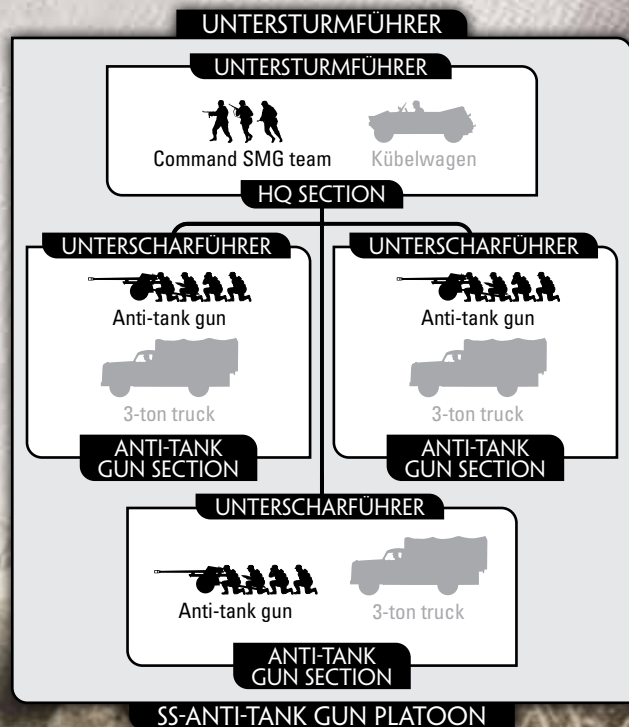 UNTERSTURMFÜHRER
UNTERSTURMFÜHRER
Command SMG team
Kübelwagen
HQ SECTION
UNTERSCHARFÜHRER
Anti-tank gun
3-ton truck
ANTI-TANK
GUN SECTION
UNTERSCHARFÜHRER
Anti-tank gun
3-ton truck
ANTI-TANK
GUN SECTION
UNTERSCHARFÜHRER
Anti-tank gun
3-ton truck
ANTI-TANK
GUN SECTION
SS-ANTI-TANK GUN PLATOON